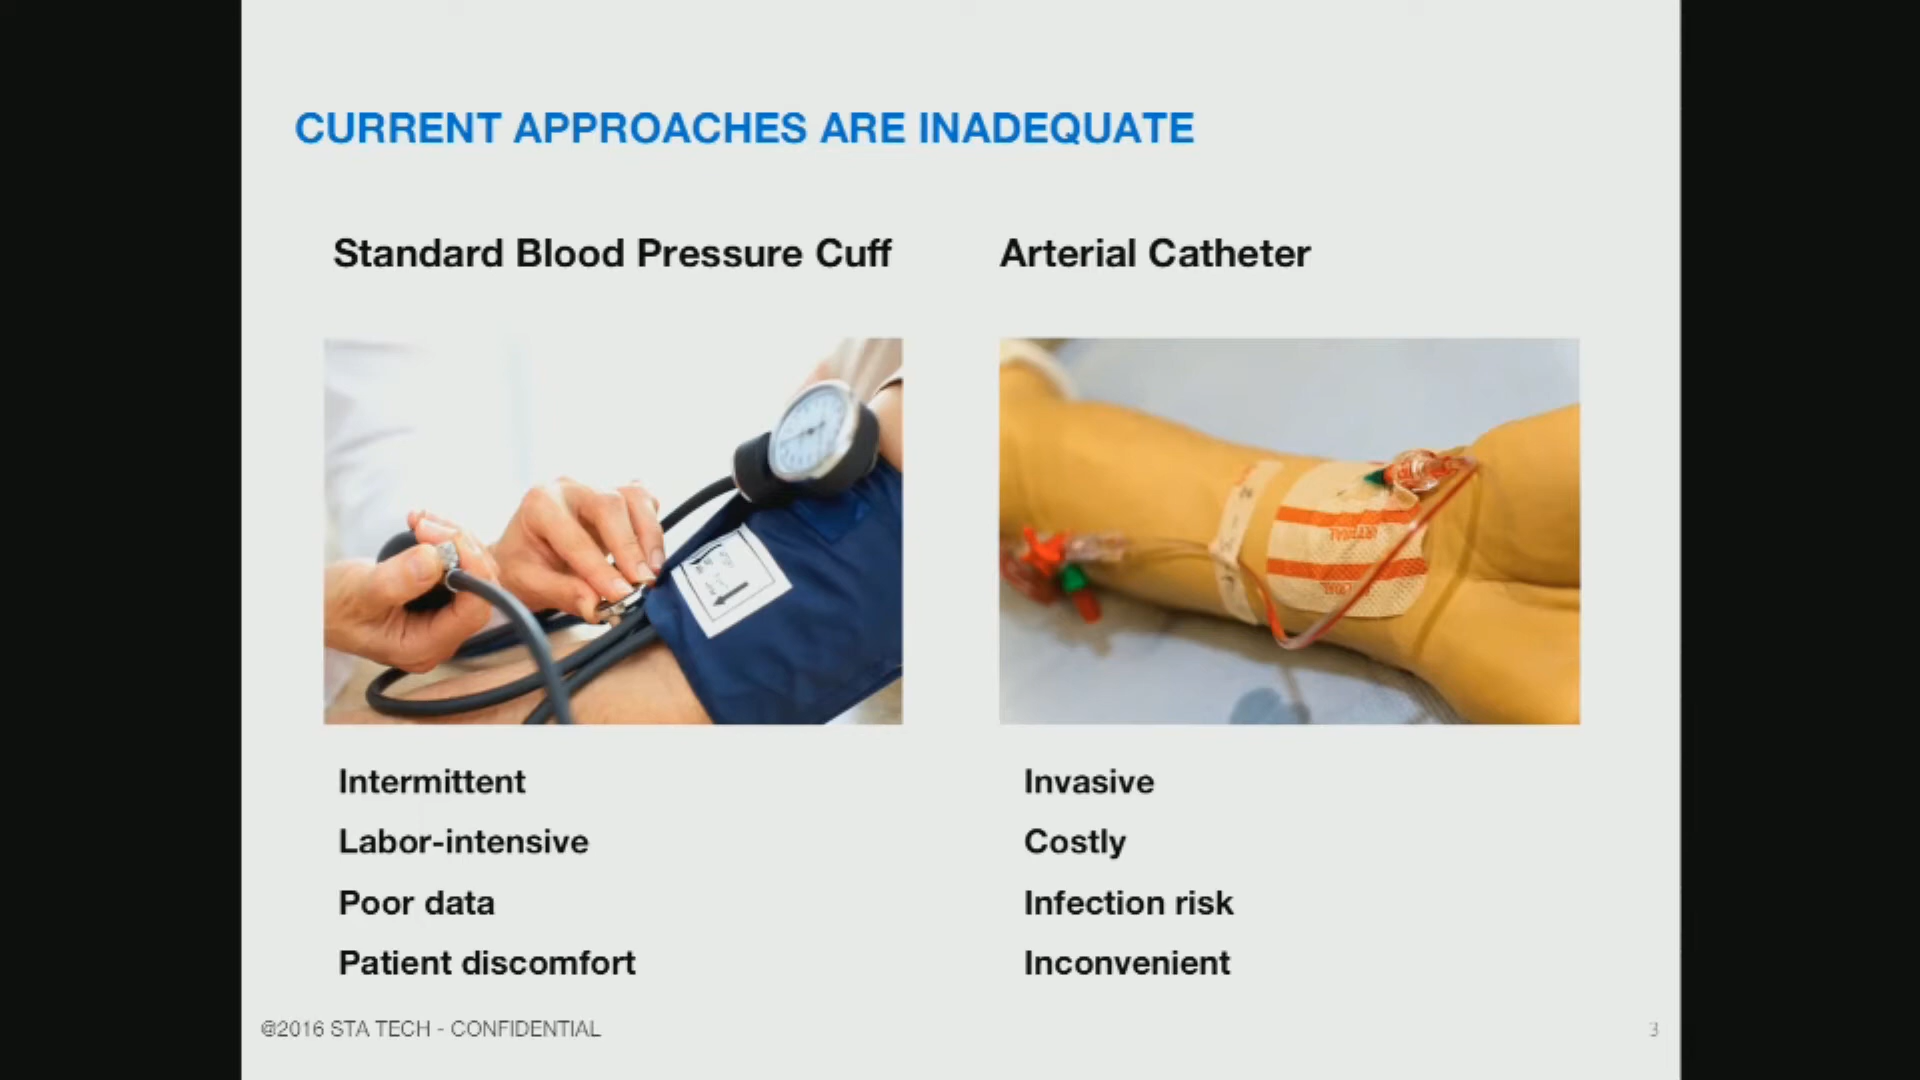 CURRENT APPROACHES ARE INADEQUATE
Standard Blood Pressure Cuff
Arterial Catheter
Intermittent
Labor-intensive
Poor data
Patient discomfort
Invasive
Costly
Infection risk
Inconvenient
@2016 STA TECH - CONFIDENTIAL
3